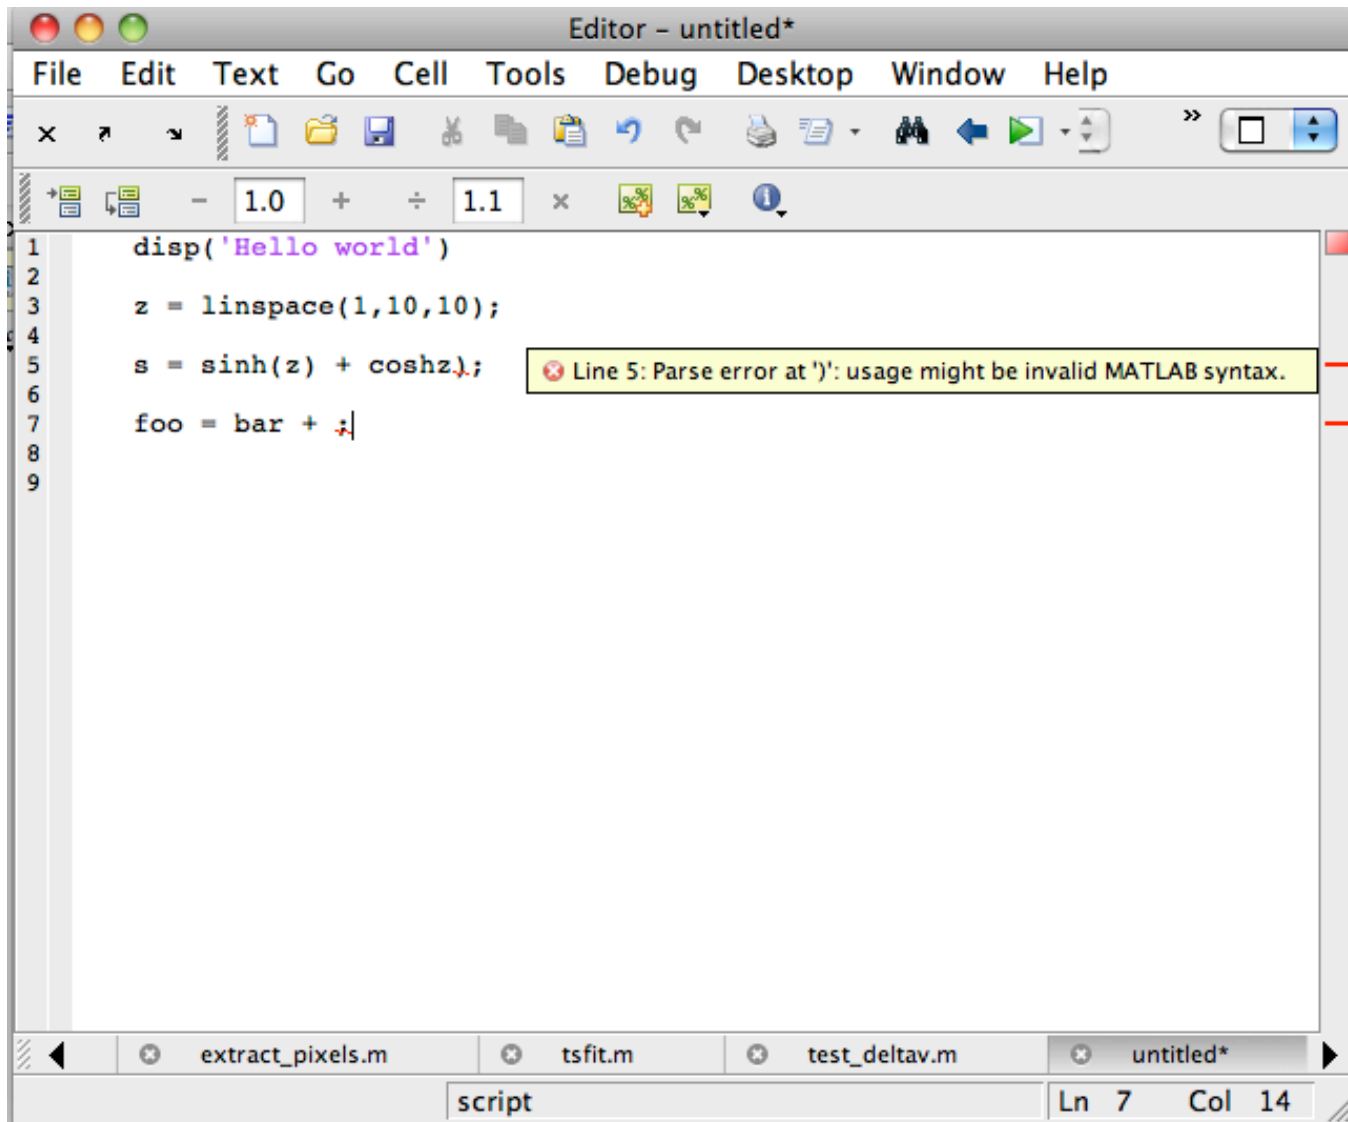 Editor – untitled*
File Edit Text Go Cell Tools Debug Desktop Window Help
»
− 1.0 + ÷ 1.1 ×
1 disp('Hello world')
2
3 z = linspace(1,10,10);
4
5 s = sinh(z) + coshz); Line 5: Parse error at ')': usage might be invalid MATLAB syntax.
6
7 foo = bar + ;
8
9
extract_pixels.m tsfit.m test_deltav.m untitled*
script Ln 7 Col 14